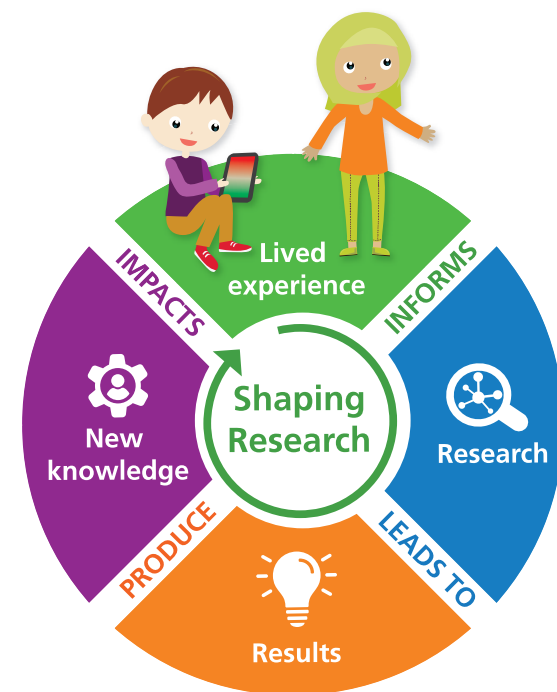 Lived
experience
INFORMS
Research
LEADS TO
Results
PRODUCE
New
knowledge
IMPACTS
Shaping
Research